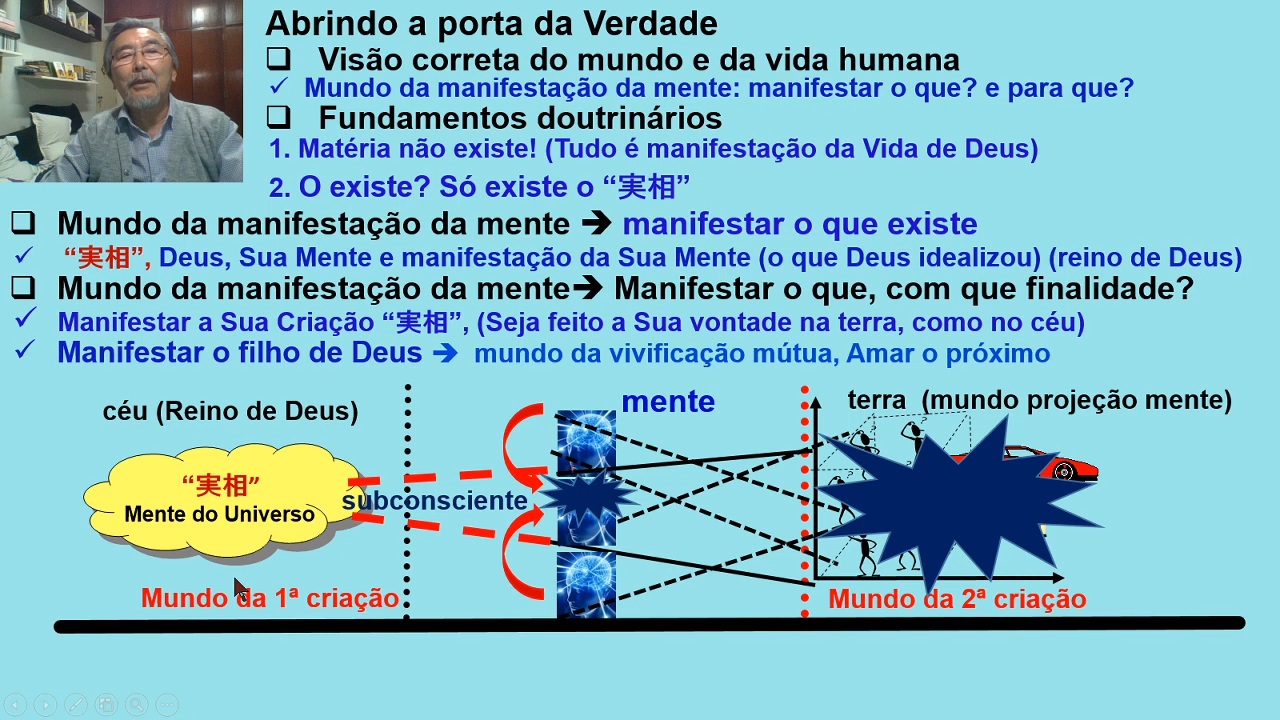 Abrindo a porta da Verdade
Visão correta do mundo e da vida humana
Mundo da manifestação da mente: manifestar o que? e para que?
Fundamentos doutrinários
1. Matéria não existe! (Tudo é manifestação da Vida de Deus)
2. O existe? Só existe o “実相”
Mundo da manifestação da mente ➔ manifestar o que existe
“実相”, Deus, Sua Mente e manifestação da Sua Mente (o que Deus idealizou) (reino de Deus)
Mundo da manifestação da mente➔ Manifestar o que, com que finalidade?
Manifestar a Sua Criação “実相”, (Seja feito a Sua vontade na terra, como no céu)
Manifestar o filho de Deus ➔ mundo da vivificação mútua, Amar o próximo
céu (Reino de Deus)
mente
terra (mundo projeção mente)
“実相”
Mente do Universo
subconsciente
Mundo da 1ª criação
Mundo da 2ª criação